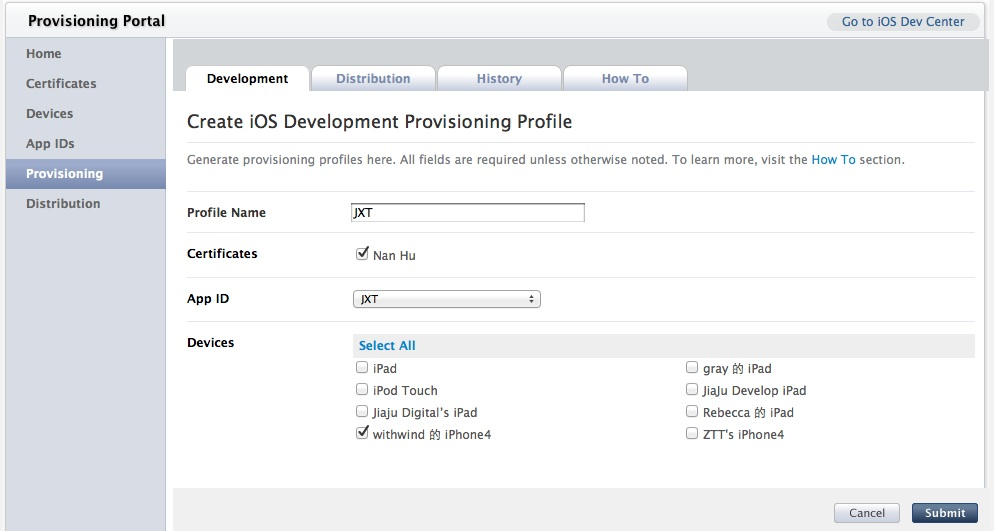 Provisioning Portal
Go to iOS Dev Center
Home
Certificates
Devices
App IDs
Provisioning
Distribution
Development
Distribution
History
How To
Create iOS Development Provisioning Profile
Generate provisioning profiles here. All fields are required unless otherwise noted. To learn more, visit the How To section.
Profile Name
JXT
Certificates
Nan Hu
App ID
JXT
Devices
Select All
iPad
gray 的 iPad
iPod Touch
JiaJu Develop iPad
Jiaju Digital's iPad
Rebecca 的 iPad
withwind 的 iPhone4
ZTT's iPhone4
Cancel
Submit